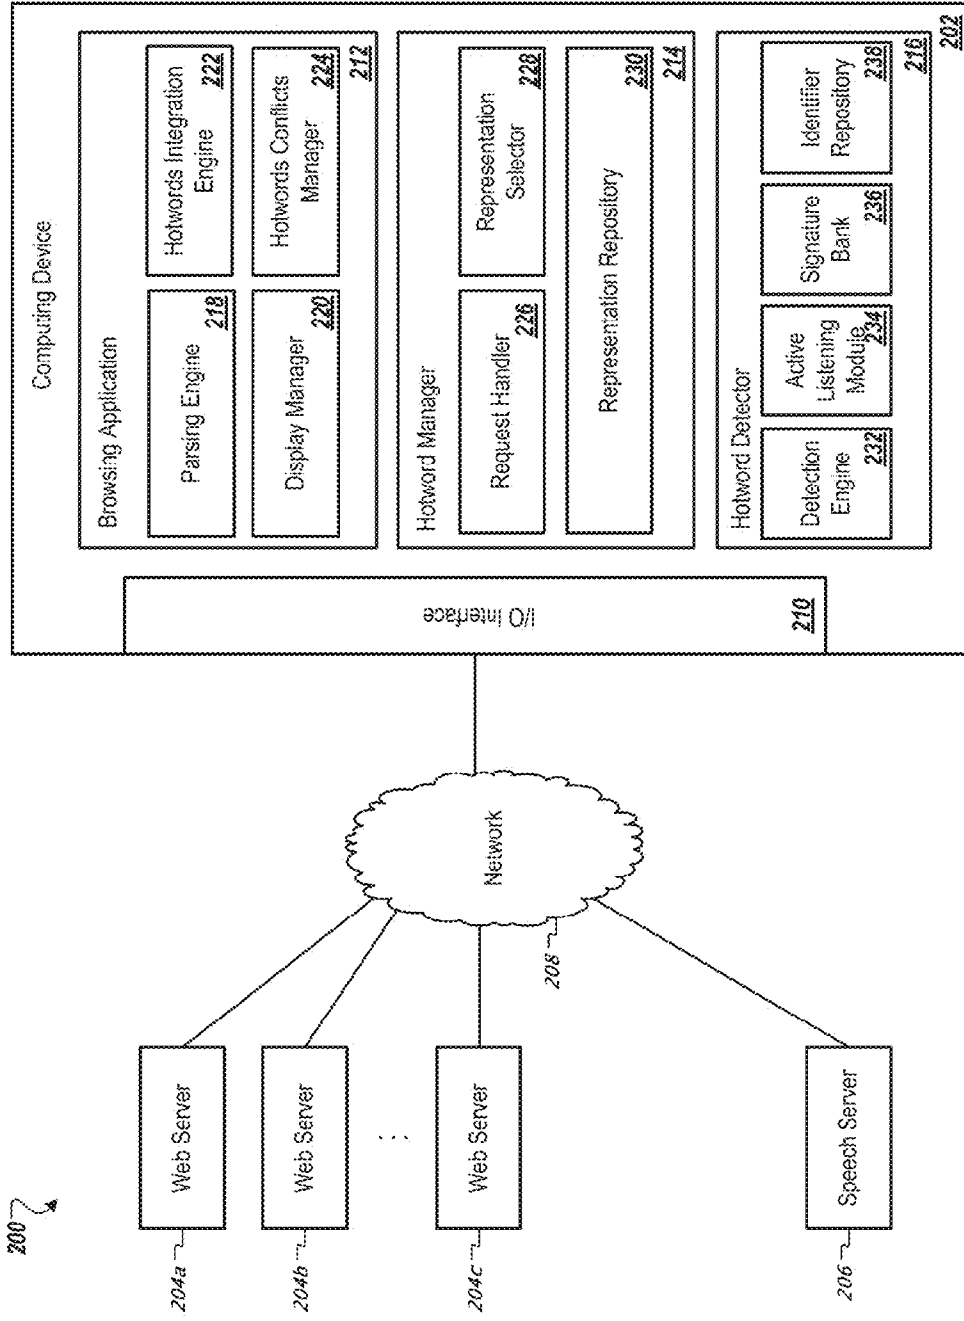 200
204a
Web Server
204b
Web Server
. . .
204c
Web Server
206
Speech Server
Network
208
Computing Device
I/O Interface
210
Browsing Application
Parsing Engine
218
Hotwords Integration
Engine
222
Display Manager
220
Hotwords Conflicts
Manager
224
212
Hotword Manager
Request Handler
226
Representation
Selector
228
Representation Repository
230
214
Hotword Detector
Detection
Engine
232
Active
Listening
Module
234
Signature
Bank
236
Identifier
Repository
238
216
202